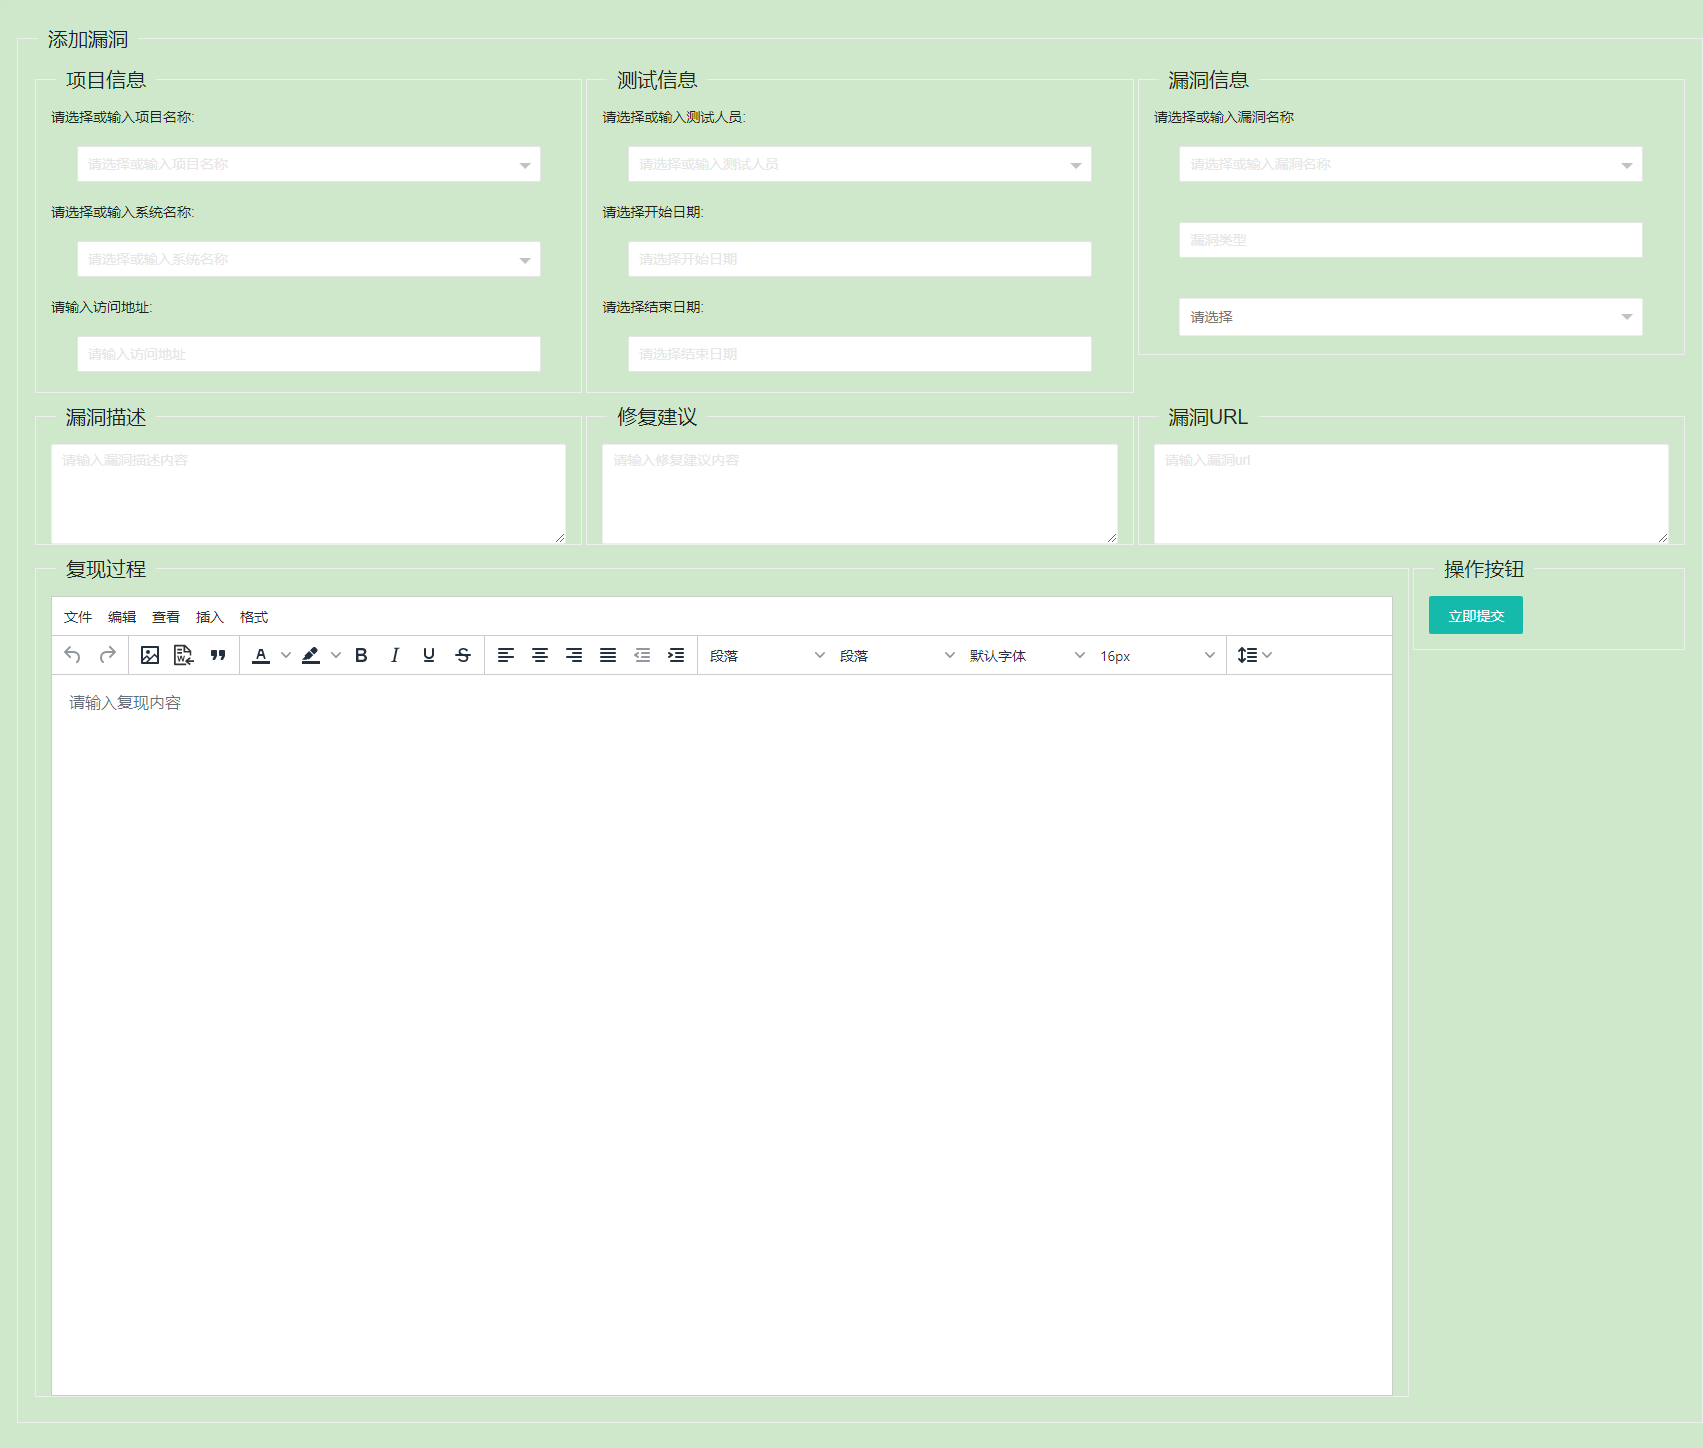 添加漏洞
项目信息
请选择或输入项目名称:
请选择或输入项目名称
请选择或输入系统名称:
请选择或输入系统名称
请输入访问地址:
请输入访问地址
测试信息
请选择或输入测试人员:
请选择或输入测试人员
请选择开始日期:
请选择开始日期
请选择结束日期:
请选择结束日期
漏洞信息
请选择或输入漏洞名称
请选择或输入漏洞名称
漏洞类型
请选择
漏洞描述
请输入漏洞描述内容
修复建议
请输入修复建议内容
漏洞URL
请输入漏洞url
复现过程
文件 编辑 查看 插入 格式
段落 段落 默认字体 16px
请输入复现内容
操作按钮
立即提交